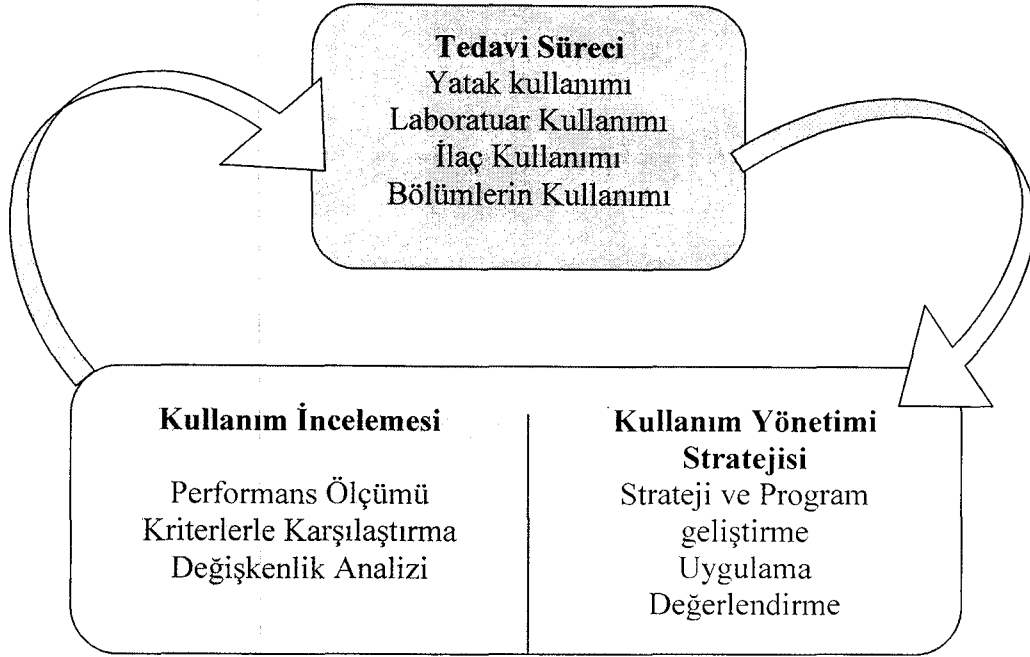 Tedavi Süreci
Yatak kullanımı
Laboratuar Kullanımı
İlaç Kullanımı
Bölümlerin Kullanımı
Kullanım İncelemesi
Performans Ölçümü
Kriterlerle Karşılaştırma
Değişkenlik Analizi
Kullanım Yönetimi
Stratejisi
Strateji ve Program
geliştirme
Uygulama
Değerlendirme